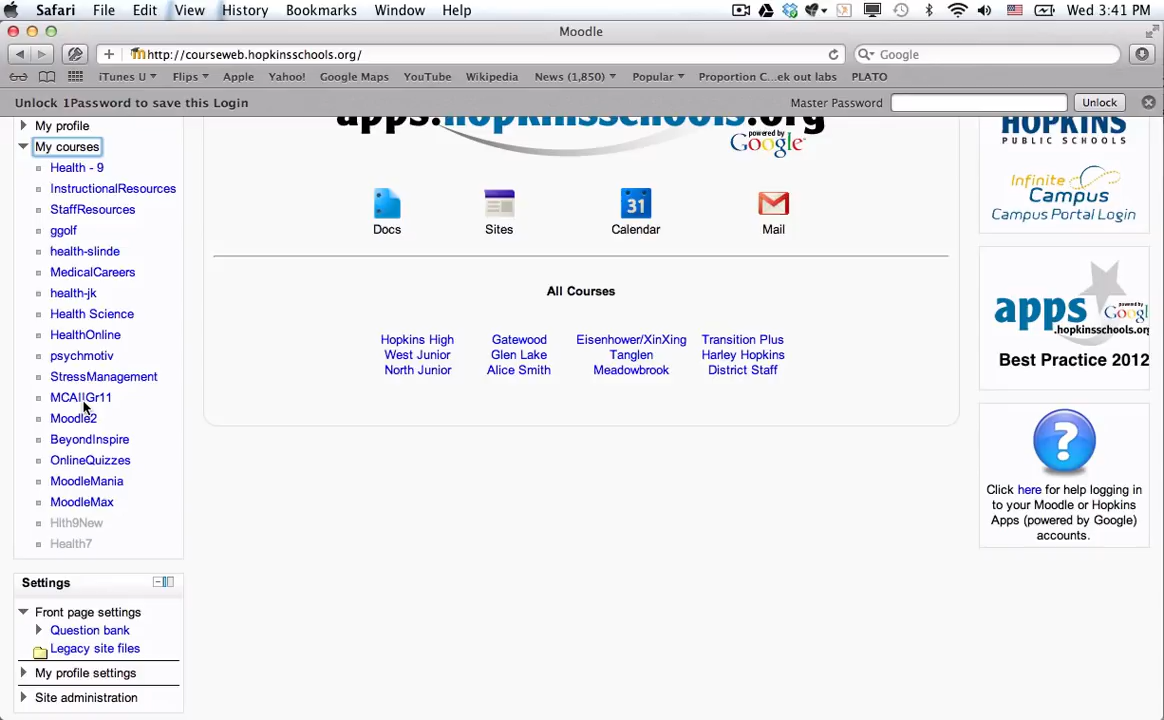 Safari File Edit View History Bookmarks Window Help Wed 3:41 PM
Moodle
http://courseweb.hopkinsschools.org/ Google
iTunes U Flips Apple Yahoo! Google Maps YouTube Wikipedia News (1,850) Popular Proportion C...ek out labs PLATO
Unlock 1Password to save this Login Master Password Unlock
My profile
My courses
Health - 9
InstructionalResources
StaffResources
ggolf
health-slinde
MedicalCareers
health-jk
Health Science
HealthOnline
psychmotiv
StressManagement
MCAIIGr11
Moodle2
BeyondInspire
OnlineQuizzes
MoodleMania
MoodleMax
Hlth9New
Health7
Settings
Front page settings
Question bank
Legacy site files
My profile settings
Site administration
apps.hopkinsschools.org
powered by
Google
31
Docs Sites Calendar Mail
All Courses
Hopkins High Gatewood Eisenhower/XinXing Transition Plus
West Junior Glen Lake Tanglen Harley Hopkins
North Junior Alice Smith Meadowbrook District Staff
HOPKINS
PUBLIC SCHOOLS
Infinite
Campus
Campus Portal Login
apps powered by Googl
.hopkinsschools.org
Best Practice 2012
?
Click here for help logging in
to your Moodle or Hopkins
Apps (powered by Google)
accounts.